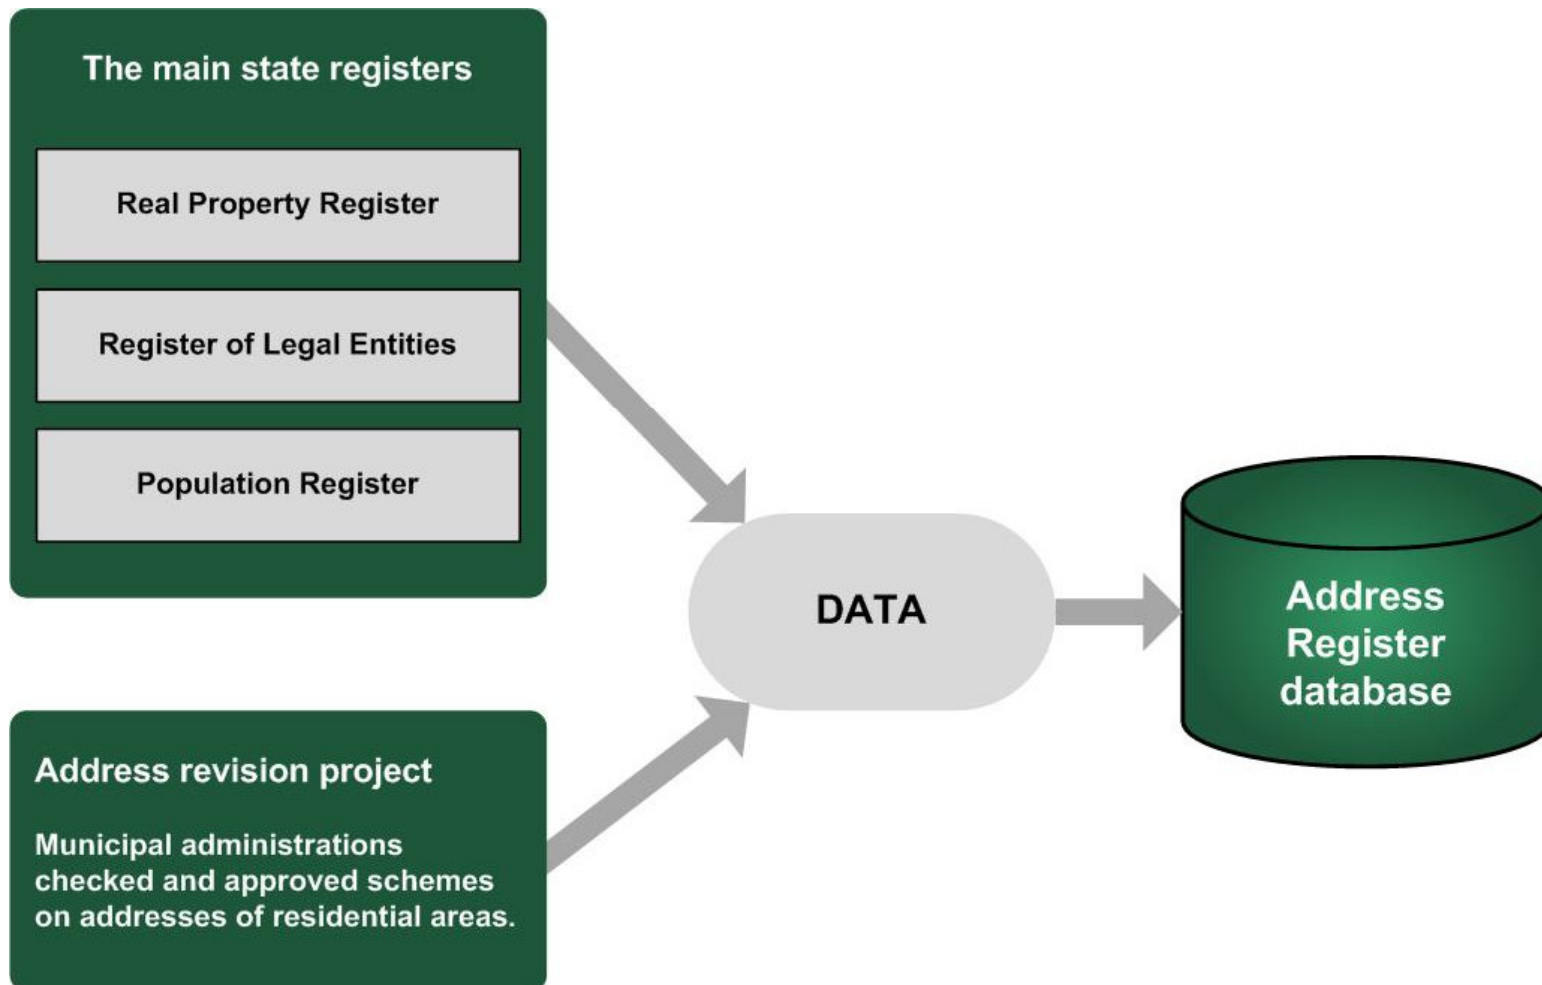 The main state registers
Real Property Register
Register of Legal Entities
Population Register
DATA
Address
Register
database
Address revision project
Municipal administrations
checked and approved schemes
on addresses of residential areas.